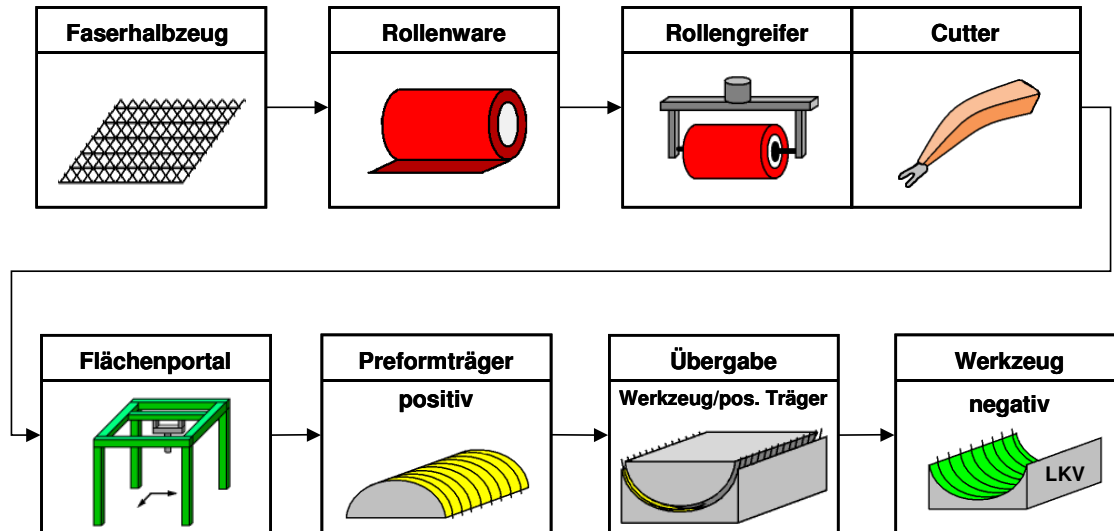 Faserhalbzeug
Rollenware
Rollengreifer
Cutter
Flächenportal
Preformträger
positiv
Übergabe
Werkzeug/pos. Träger
Werkzeug
negativ
LKV